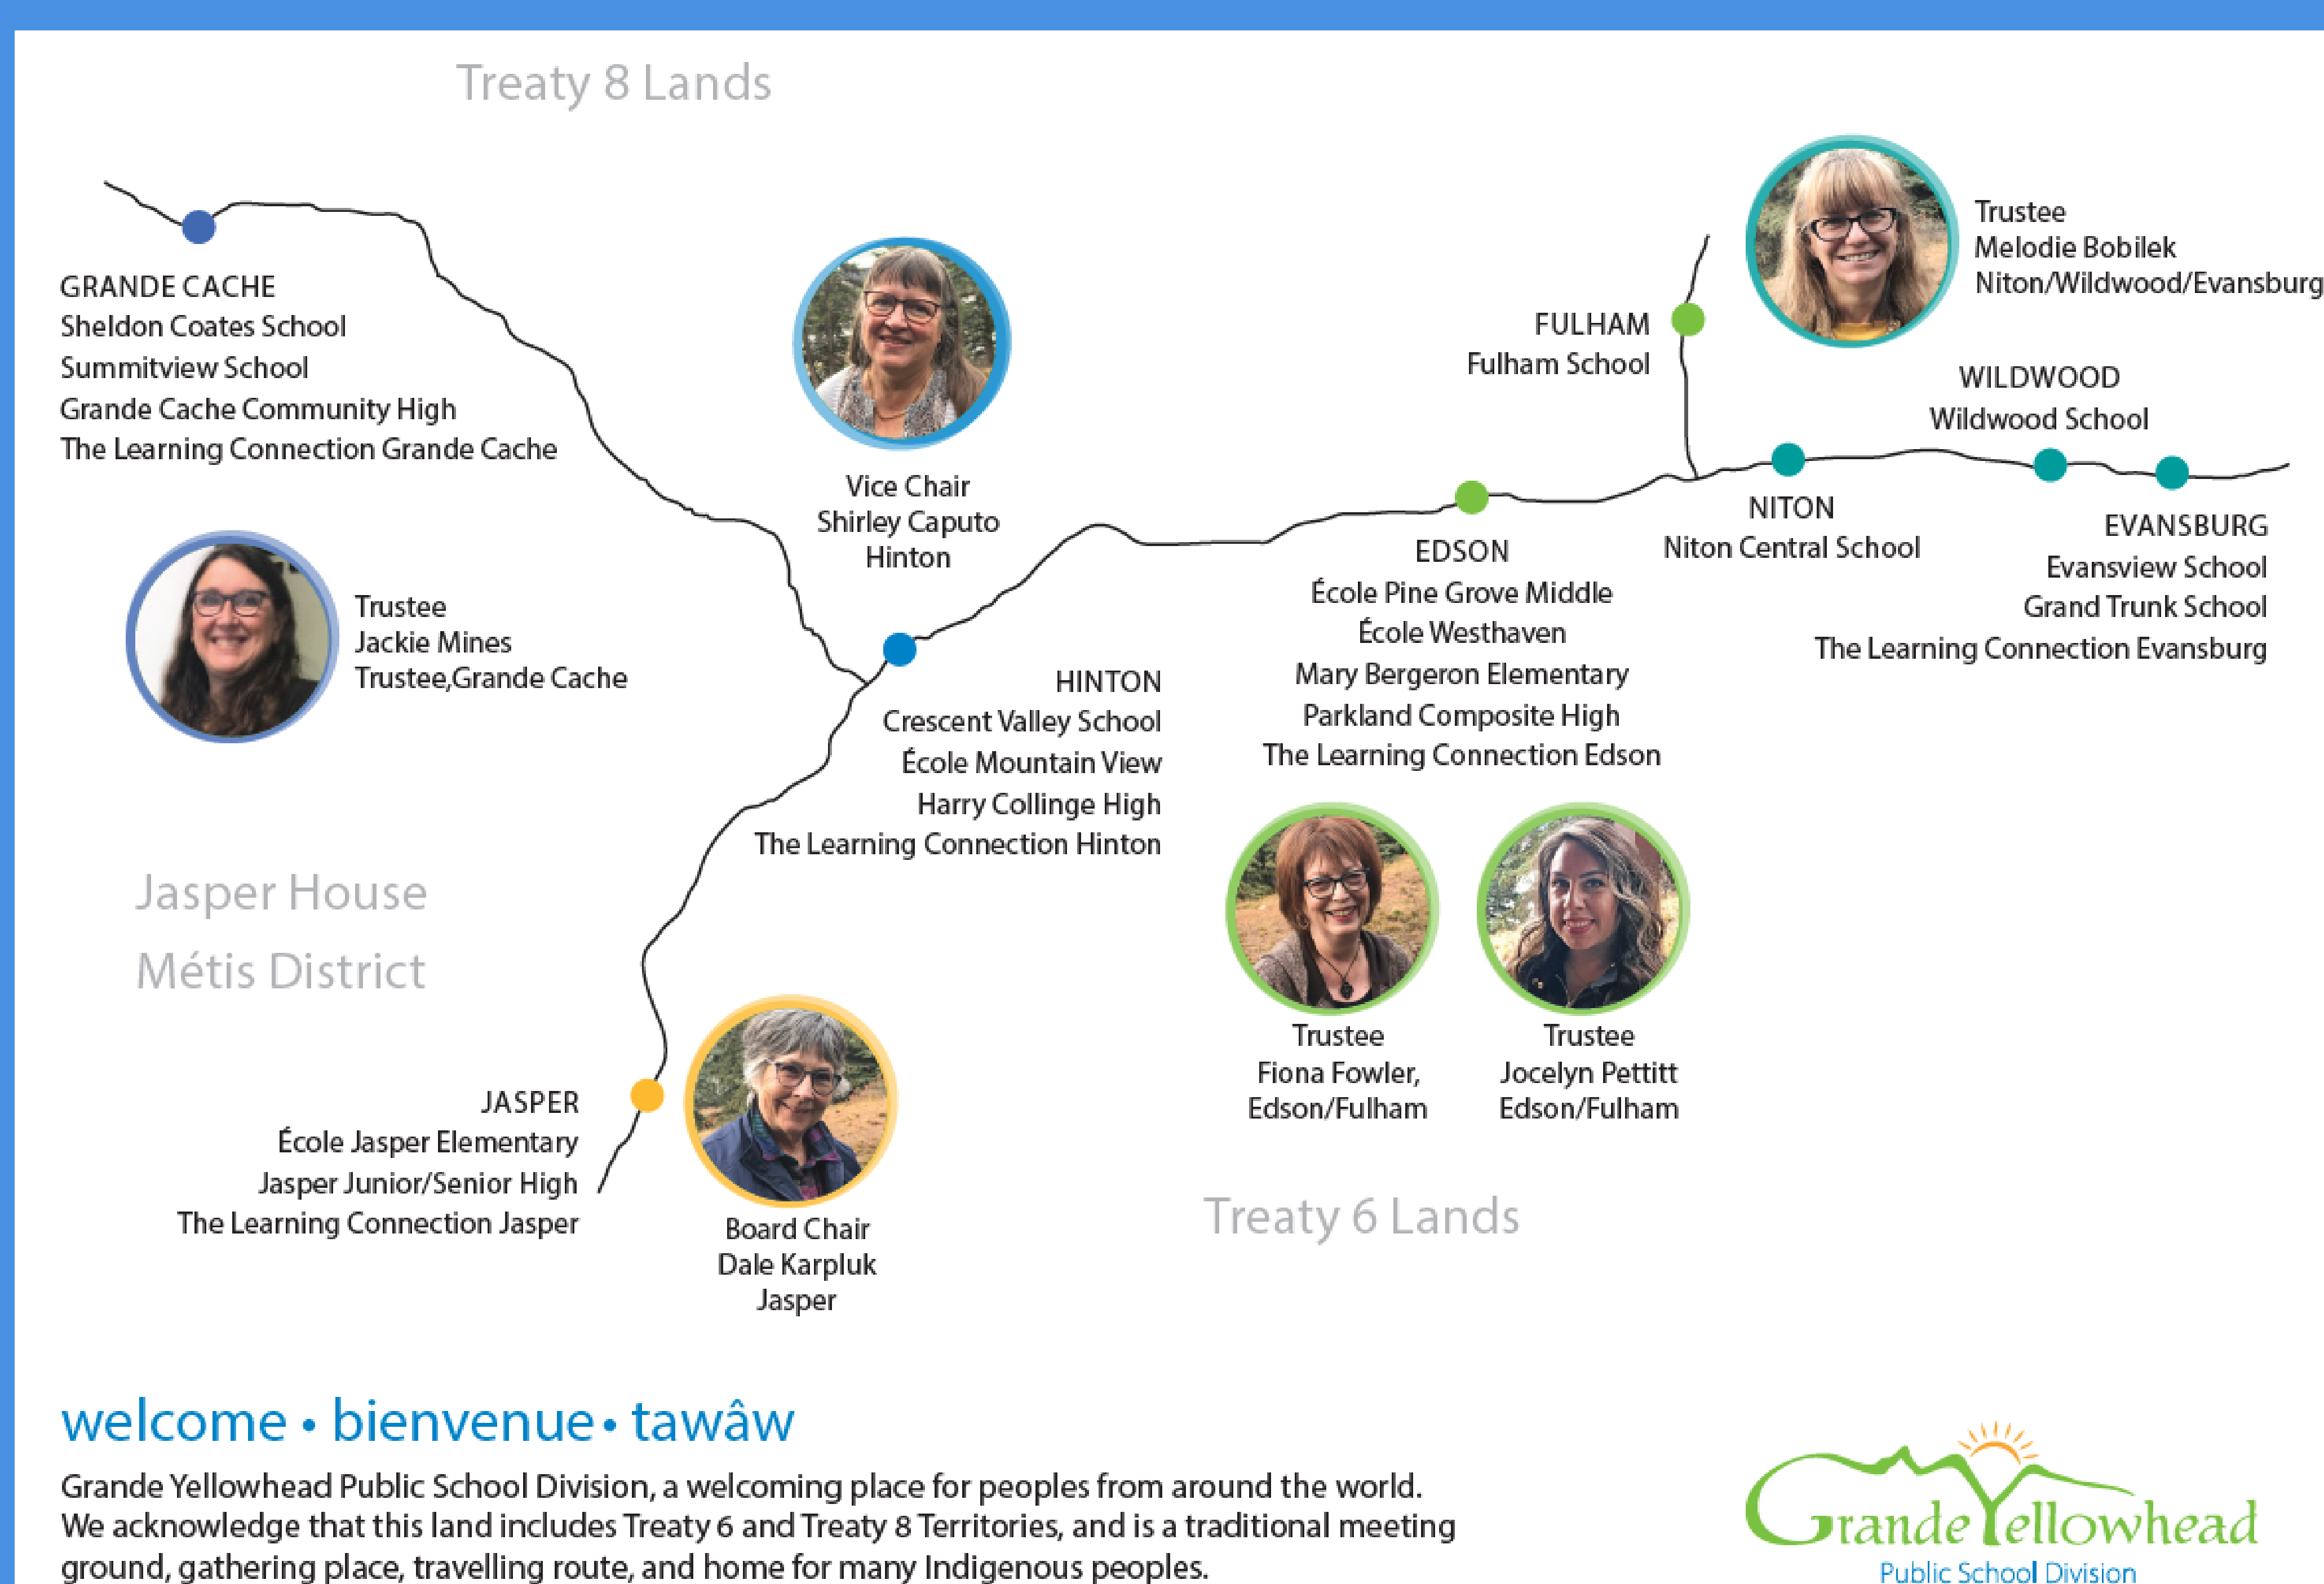 Treaty 8 Lands
GRANDE CACHE
Sheldon Coates School
Summitview School
Grande Cache Community High
The Learning Connection Grande Cache
Trustee
Jackie Mines
Trustee,Grande Cache
Vice Chair
Shirley Caputo
Hinton
FULHAM
Fulham School
Trustee
Melodie Bobilek
Niton/Wildwood/Evansburg
WILDWOOD
Wildwood School
NITON
Niton Central School
EVANSBURG
Evansview School
Grand Trunk School
The Learning Connection Evansburg
EDSON
École Pine Grove Middle
École Westhaven
Mary Bergeron Elementary
Parkland Composite High
The Learning Connection Edson
HINTON
Crescent Valley School
École Mountain View
Harry Collinge High
The Learning Connection Hinton
Trustee
Fiona Fowler,
Edson/Fulham
Trustee
Jocelyn Pettitt
Edson/Fulham
Jasper House
Métis District
JASPER
École Jasper Elementary
Jasper Junior/Senior High
The Learning Connection Jasper
Board Chair
Dale Karpluk
Jasper
Treaty 6 Lands
welcome • bienvenue • tawâw
Grande Yellowhead Public School Division, a welcoming place for peoples from around the world.
We acknowledge that this land includes Treaty 6 and Treaty 8 Territories, and is a traditional meeting
ground, gathering place, travelling route, and home for many Indigenous peoples.
Grande Yellowhead
Public School Division